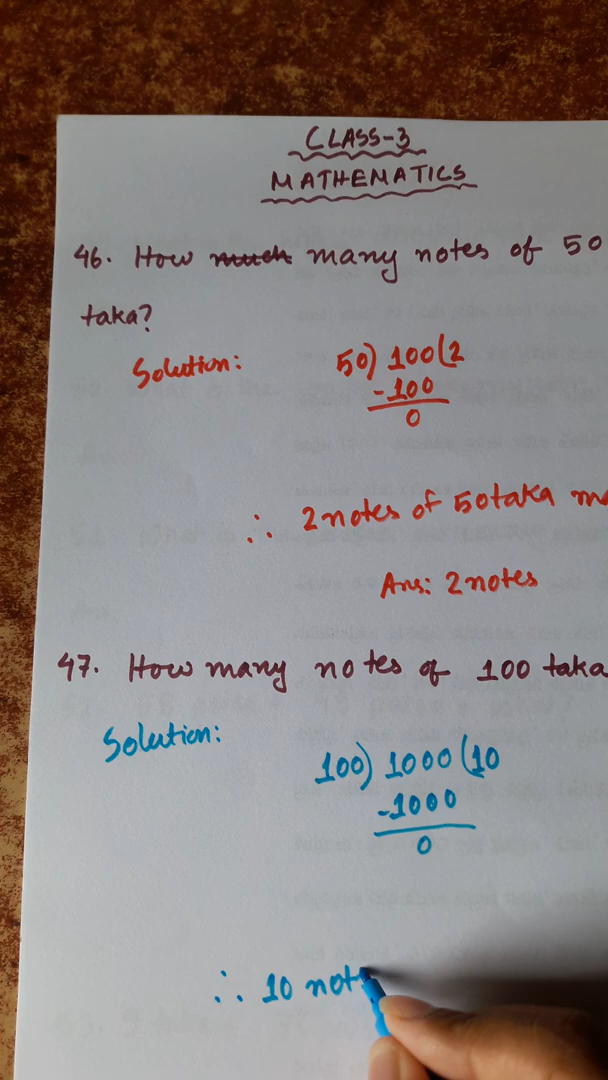 CLASS-3
MATHEMATICS
46. How much many notes of 50
taka?
Solution:
50) 100(2
-100
0
∴ 2 notes of 50 taka
Ans: 2 notes
47. How many notes of 100 taka
Solution:
100) 1000 (10
-1000
0
∴ 10 not